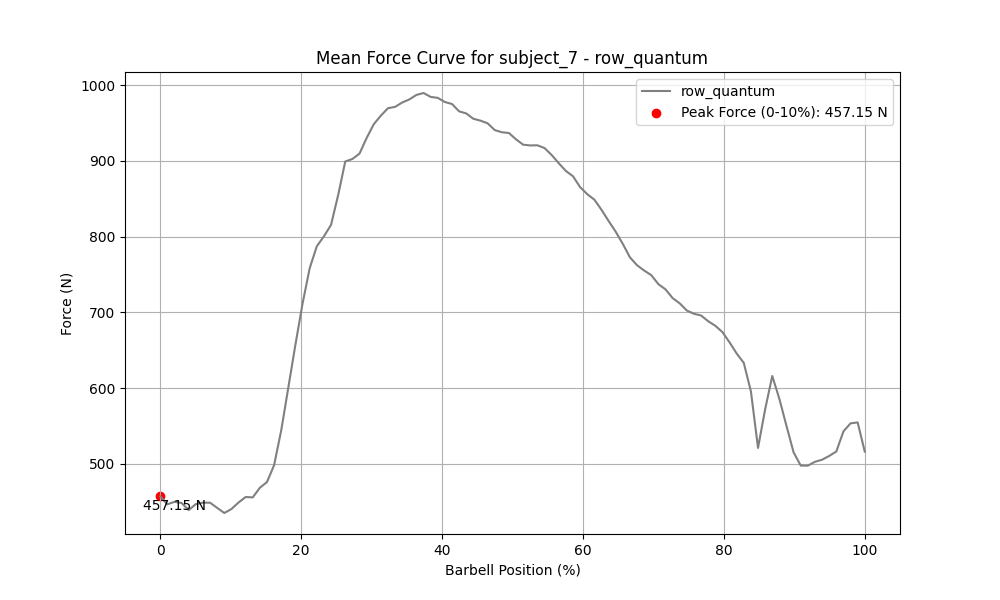 Mean Force Curve for subject_7 - row_quantum
row_quantum
Peak Force (0-10%): 457.15 N
1000
900
800
700
600
500
Force (N)
457.15 N
0
20
40
60
80
100
Barbell Position (%)